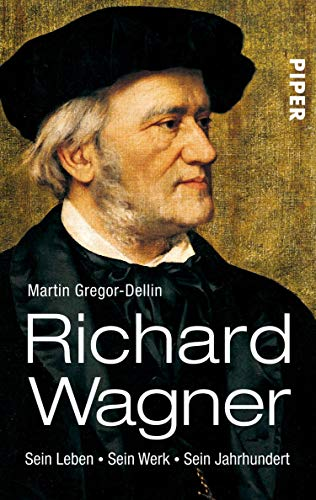 PIPER
Martin Gregor-Dellin
Richard
Wagner
Sein Leben • Sein Werk • Sein Jahrhundert